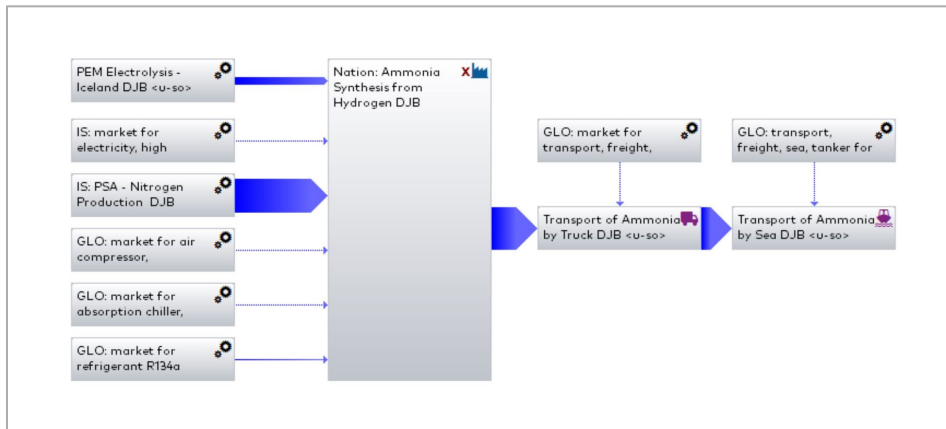 PEM Electrolysis -
Iceland DJB <u-so>
IS: market for
electricity, high
IS: PSA - Nitrogen
Production DJB
GLO: market for air
compressor,
GLO: market for
absorption chiller,
GLO: market for
refrigerant R134a
Nation: Ammonia
Synthesis from
Hydrogen DJB
X
GLO: market for
transport, freight,
Transport of Ammonia
by Truck DJB <u-so>
GLO: transport,
freight, sea, tanker for
Transport of Ammonia
by Sea DJB <u-so>